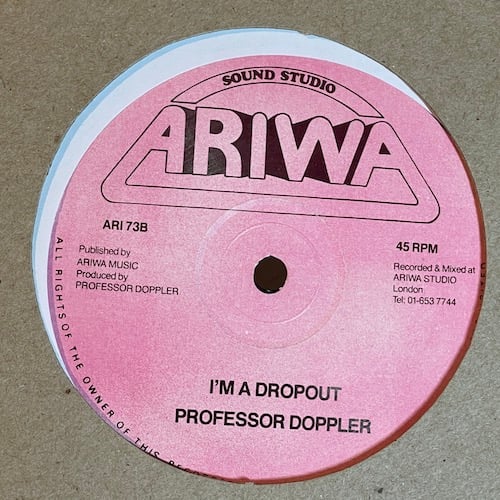 SOUND STUDIO
ARIWA
ARI 73B
45 RPM
Published by
ARIWA MUSIC
Produced by
PROFESSOR DOPPLER
Recorded & Mixed at
ARIWA STUDIO
London
Tel: 01-653 7744
I'M A DROPOUT
PROFESSOR DOPPLER
ALL RIGHTS OF THE OWNER OF THIS